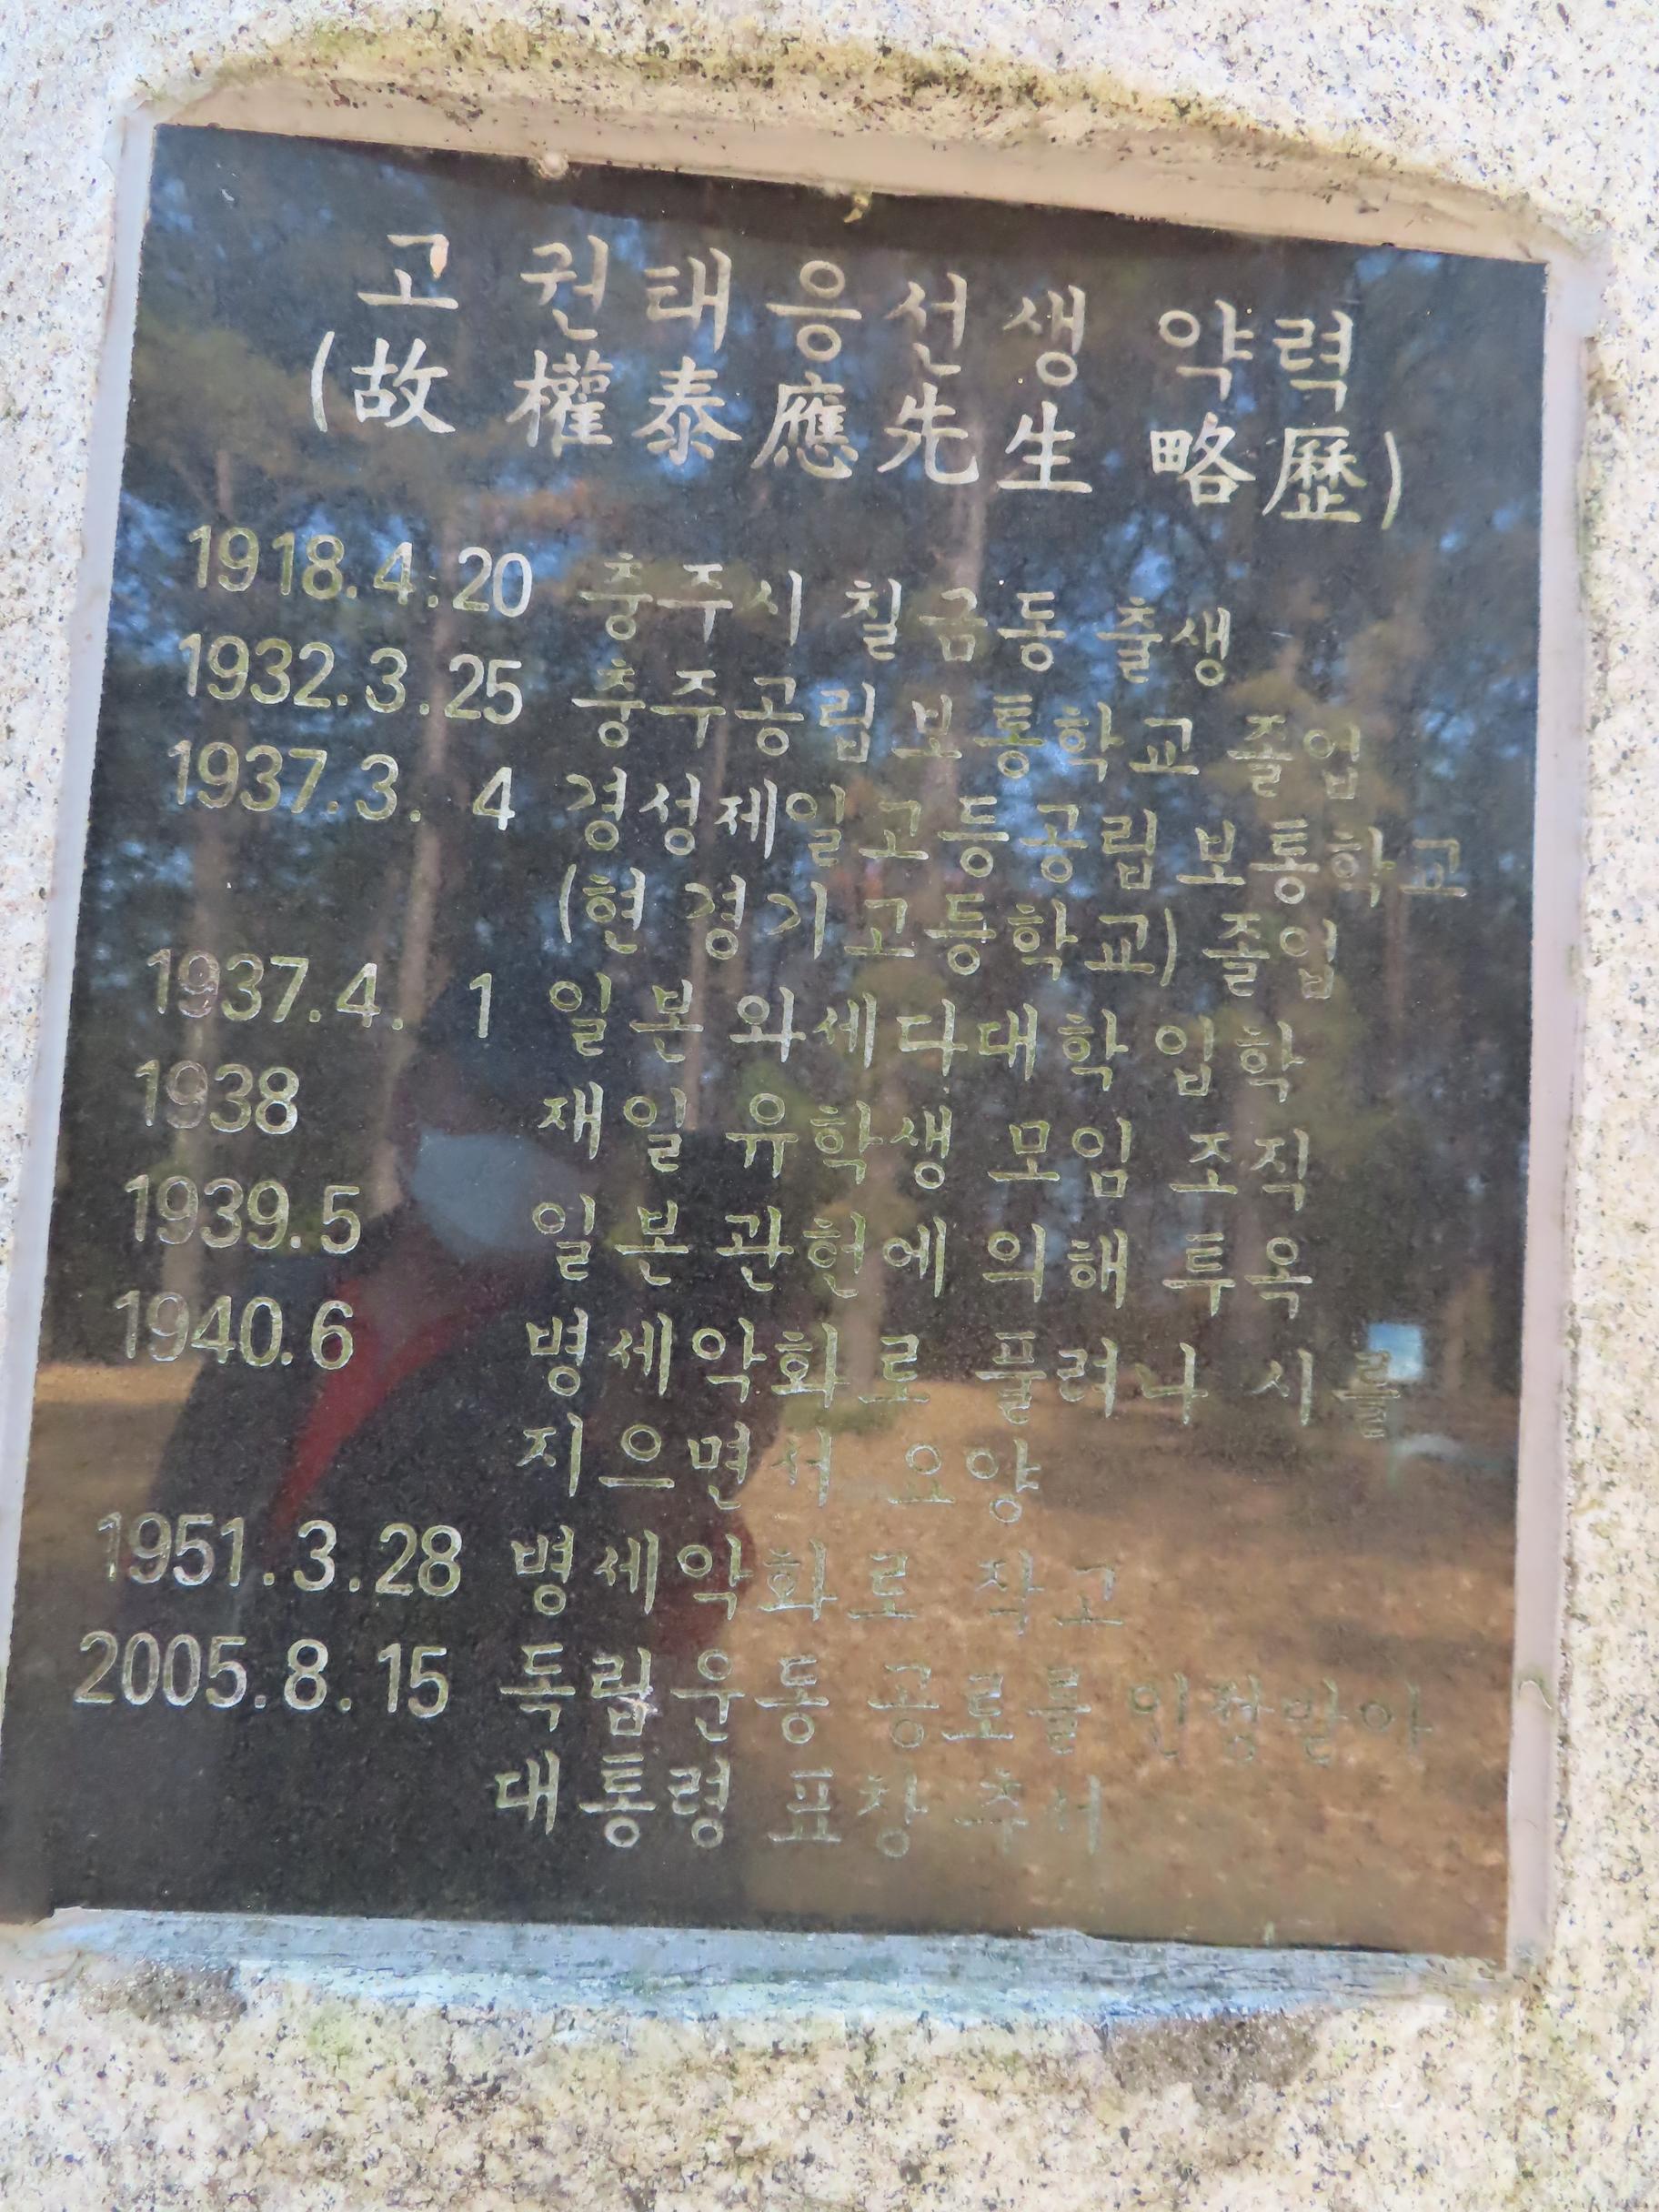 고 권태응선생 약력
(故 權泰應先生 略歷)
1918.4.20 충주시 칠금동 출생
1932.3.25 충주공립 보통학교 졸업
1937.3. 4 경성제일고등공립 보통학교
(현 경기고등학교) 졸업
1937.4. 1 일본 와세다대학 입학
1938 재일 유학생 모임 조직
1939.5 일본 관헌에 의해 투옥
1940.6 병세악화로 풀려나 시를
지으면서 요양
1951.3.28 병세악화로 작고
2005.8.15 독립운동 공로를 인정받아
대통령 표창 추서